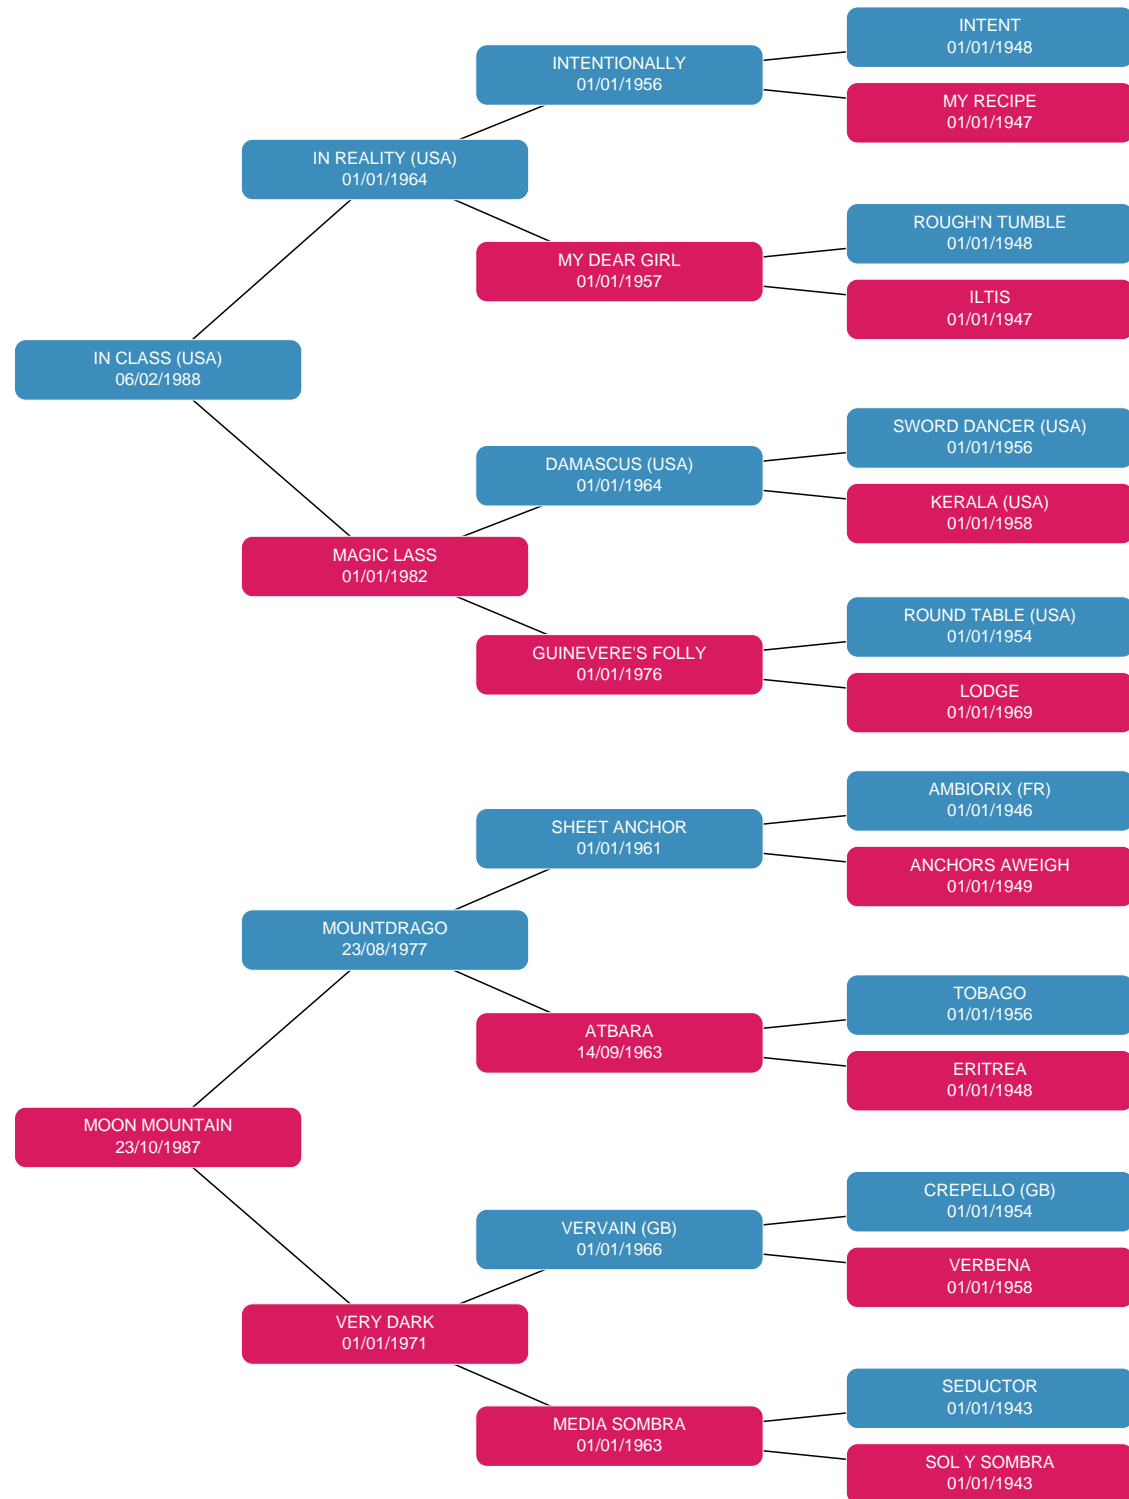 INTENT
01/01/1948
INTENTIONALLY
01/01/1956
MY RECIPE
01/01/1947
IN REALITY (USA)
01/01/1964
ROUGH'N TUMBLE
01/01/1948
MY DEAR GIRL
01/01/1957
ILTIS
01/01/1947
IN CLASS (USA)
06/02/1988
SWORD DANCER (USA)
01/01/1956
DAMASCUS (USA)
01/01/1964
KERALA (USA)
01/01/1958
MAGIC LASS
01/01/1982
ROUND TABLE (USA)
01/01/1954
GUINEVERE'S FOLLY
01/01/1976
LODGE
01/01/1969
AMBIORIX (FR)
01/01/1946
SHEET ANCHOR
01/01/1961
ANCHORS AWEIGH
01/01/1949
MOUNTDRAGO
23/08/1977
TOBAGO
01/01/1956
ATBARA
14/09/1963
ERITREA
01/01/1948
MOON MOUNTAIN
23/10/1987
CREPELLO (GB)
01/01/1954
VERVAIN (GB)
01/01/1966
VERBENA
01/01/1958
VERY DARK
01/01/1971
SEDUCTOR
01/01/1943
MEDIA SOMBRA
01/01/1963
SOL Y SOMBRA
01/01/1943